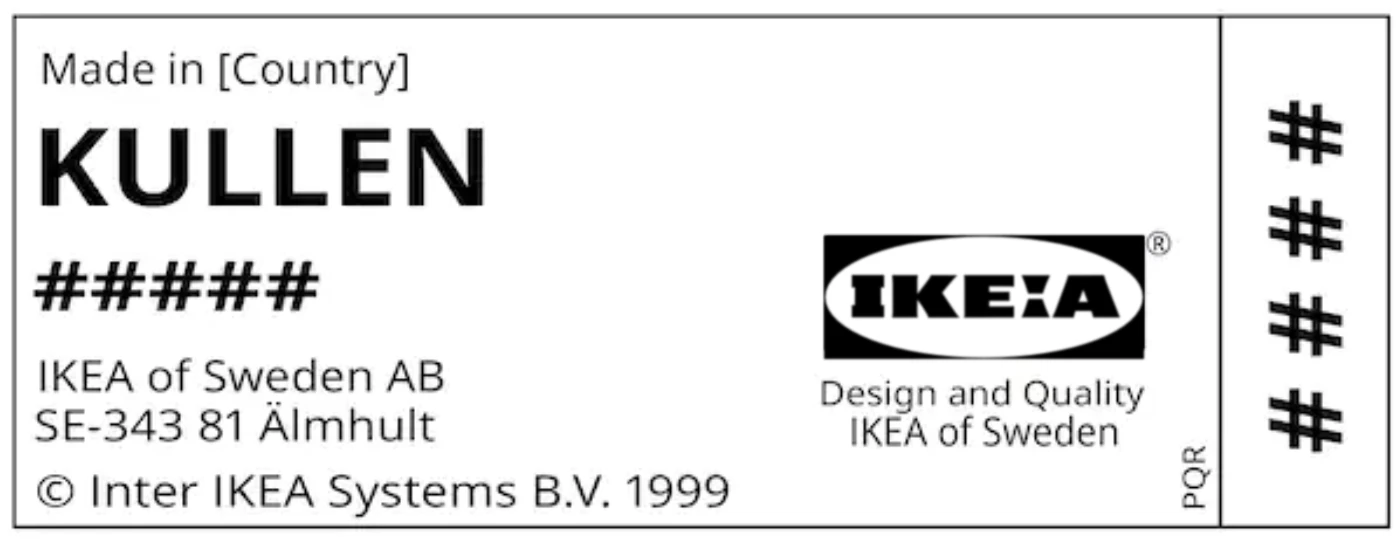 Made in [Country]
KULLEN
#####
IKEA of Sweden AB
SE-343 81 Älmhult
© Inter IKEA Systems B.V. 1999
IKEA®
Design and Quality
IKEA of Sweden
PQR
####